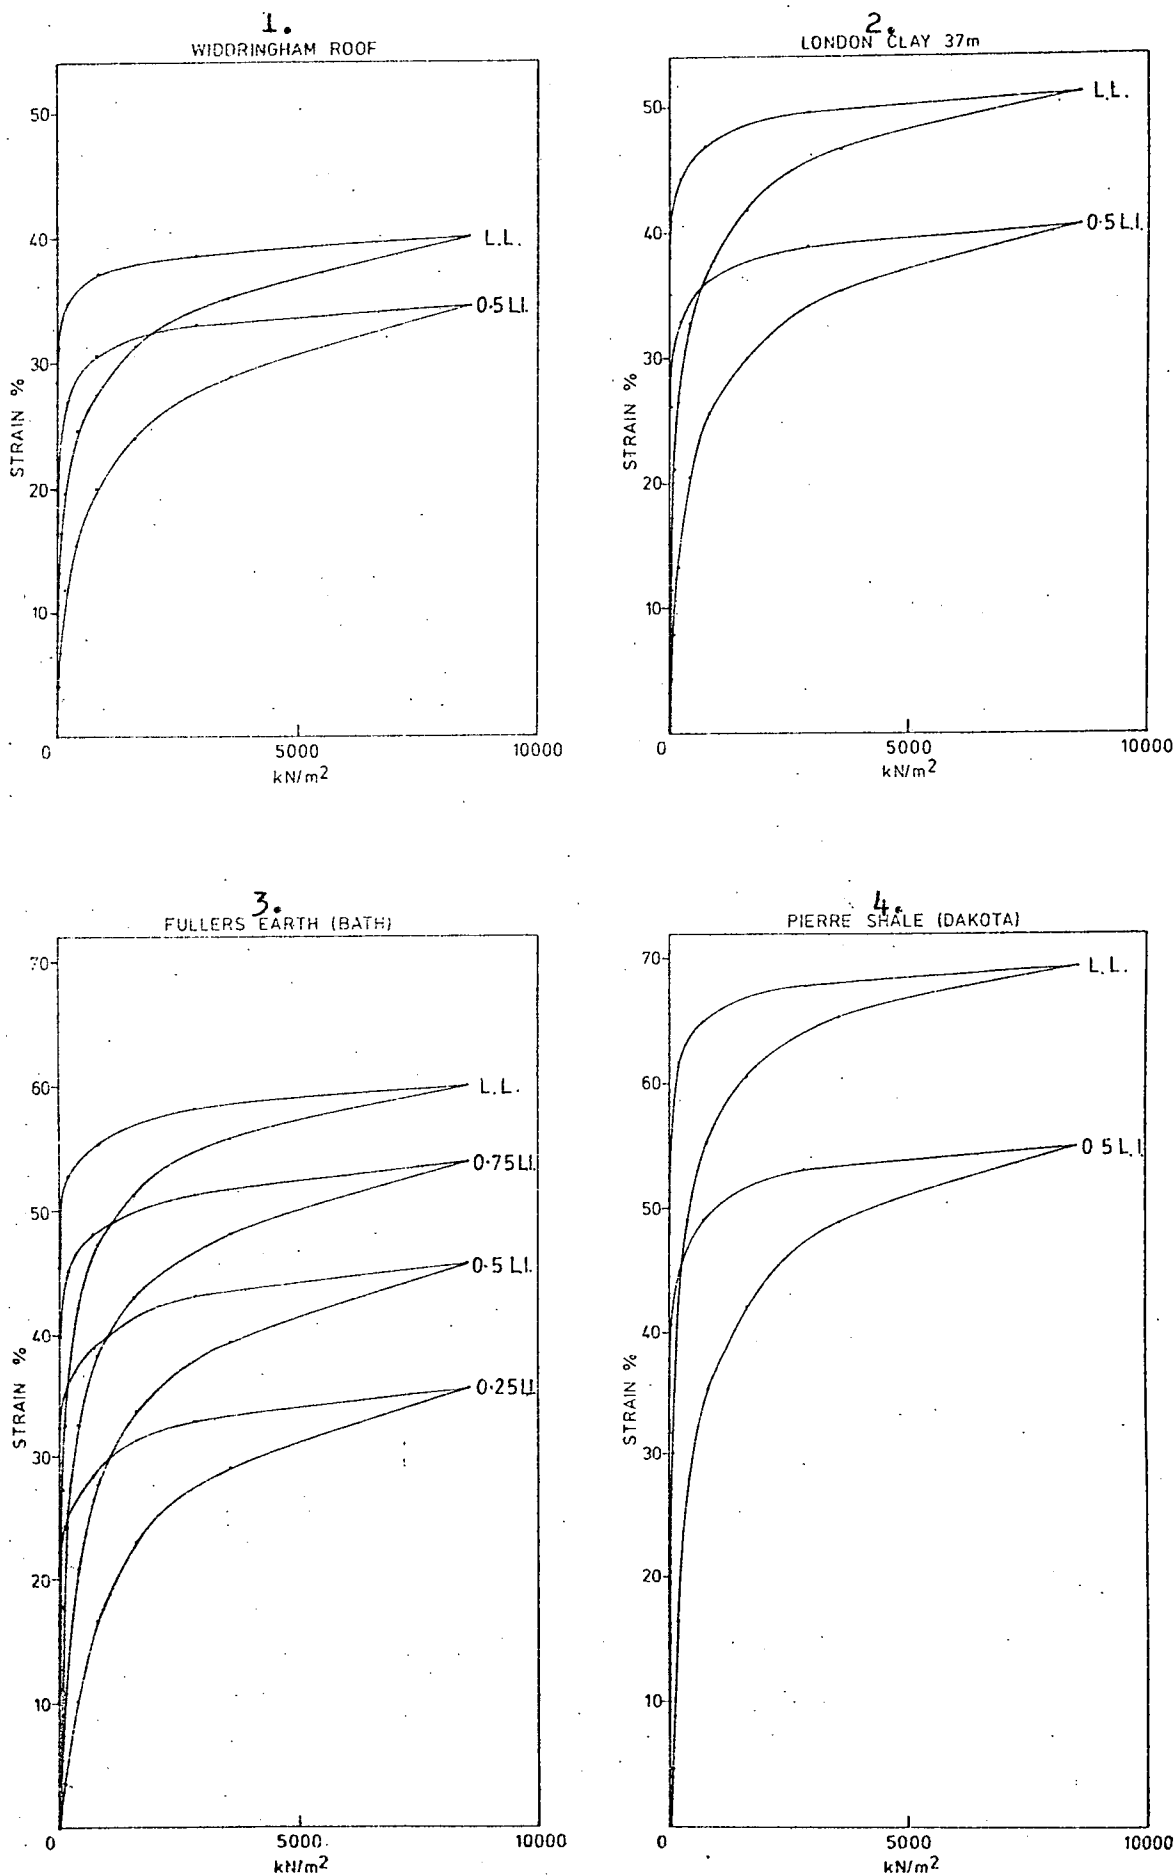 1.
WIDDRINGHAM ROOF
50
40
30
20
10
0
STRAIN %
L.L.
0.5 L.I.
5000
10000
kN/m²
2.
LONDON CLAY 37m
50
40
30
20
10
0
STRAIN %
L.L.
0.5 L.I.
5000
10000
kN/m²
3.
FULLERS EARTH (BATH)
70
60
50
40
30
20
10
0
STRAIN %
L.L.
0.75 L.I.
0.5 L.I.
0.25 L.I.
5000
10000
kN/m²
4.
PIERRE SHALE (DAKOTA)
70
60
50
40
30
20
10
0
STRAIN %
L.L.
0.5 L.I.
5000
10000
kN/m²